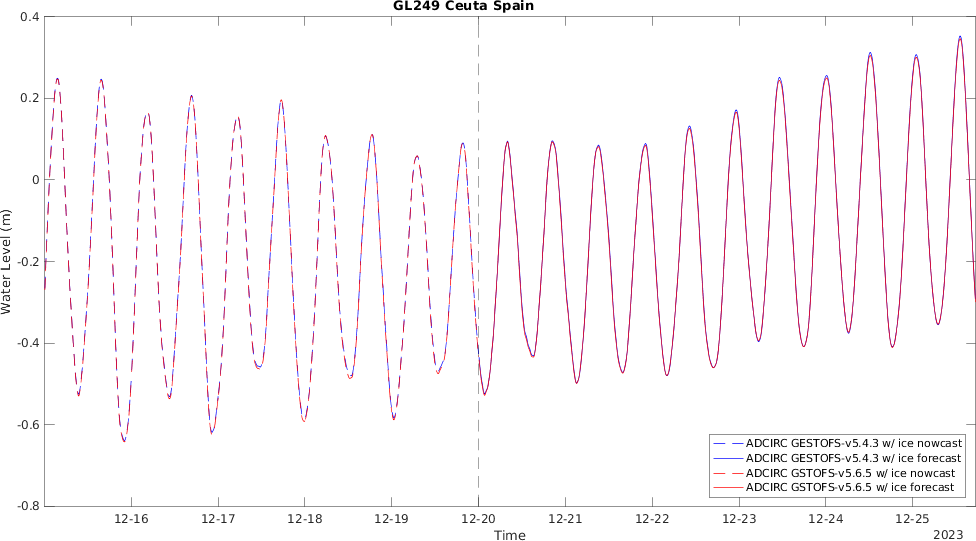 GL249 Ceuta Spain
0.4
0.2
0
-0.2
-0.4
-0.6
-0.8
Water Level (m)
ADCIRC GESTOFS-v5.4.3 w/ ice nowcast
ADCIRC GESTOFS-v5.4.3 w/ ice forecast
ADCIRC GSTOFS-v5.6.5 w/ ice nowcast
ADCIRC GSTOFS-v5.6.5 w/ ice forecast
12-16 12-17 12-18 12-19 12-20 12-21 12-22 12-23 12-24 12-25
Time
2023